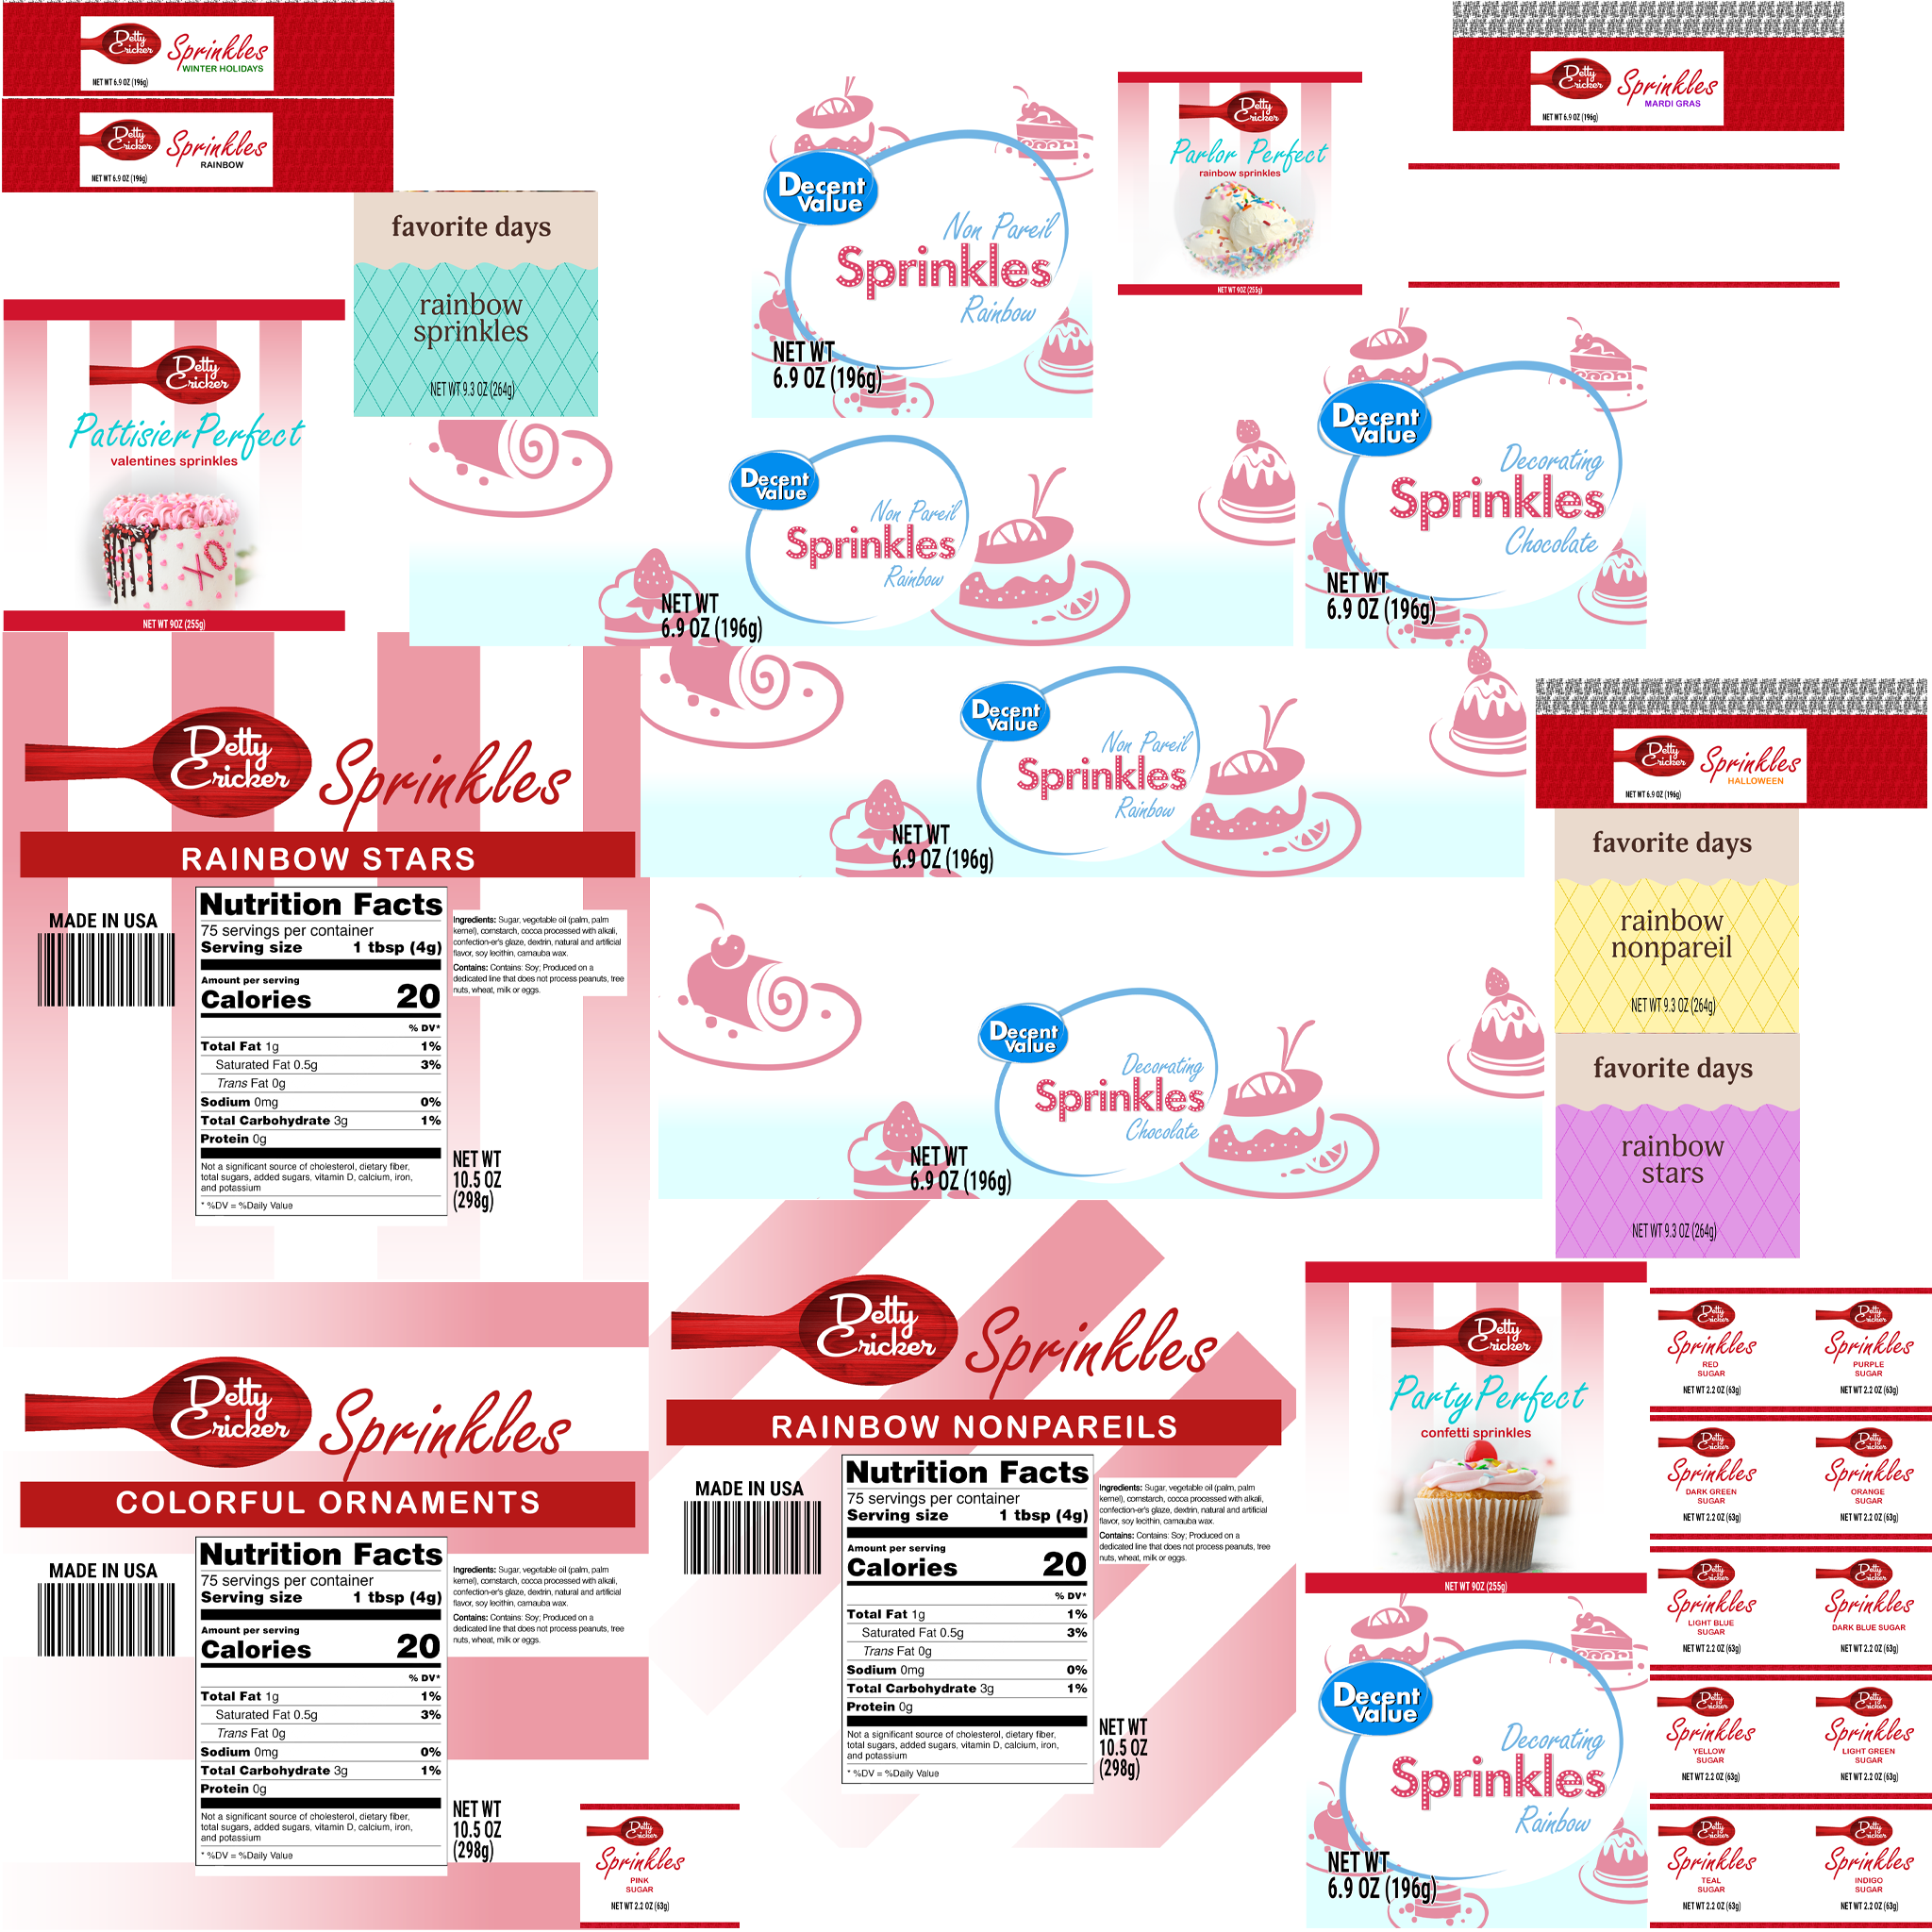 Detty
Cricker
Sprinkles
WINTER HOLIDAYS
NET WT 6.9 OZ (196g)
Detty
Cricker
Sprinkles
RAINBOW
NET WT 6.9 OZ (196g)
favorite days
rainbow
sprinkles
NET WT 9.3 OZ (264g)
Decent
Value
Non Pareil
Sprinkles
Rainbow
NET WT
6.9 OZ (196g)
Detty
Cricker
Parlor Perfect
rainbow sprinkles
NET WT 9OZ (255g)
Detty
Cricker
Sprinkles
MARDI GRAS
NET WT 6.9 OZ (196g)
Detty
Cricker
Pattisier Perfect
valentines sprinkles
XO
NET WT 9OZ (255g)
Decent
Value
Non Pareil
Sprinkles
Rainbow
NET WT
6.9 OZ (196g)
Decent
Value
Decorating
Sprinkles
Chocolate
NET WT
6.9 OZ (196g)
Detty
Cricker
Sprinkles
RAINBOW STARS
MADE IN USA
Nutrition Facts
75 servings per container
Serving size 1 tbsp (4g)
Amount per serving
Calories 20
% DV*
Total Fat 1g 1%
Saturated Fat 0.5g 3%
Trans Fat 0g
Sodium 0mg 0%
Total Carbohydrate 3g 1%
Protein 0g
Not a significant source of cholesterol, dietary fiber,
total sugars, added sugars, vitamin D, calcium, iron,
and potassium
* %DV = %Daily Value
Ingredients: Sugar, vegetable oil (palm, palm
kernel), cornstarch, cocoa processed with alkali,
confection-er's glaze, dextrin, natural and artificial
flavor, soy lecithin, carnauba wax.
Contains: Contains: Soy; Produced on a
dedicated line that does not process peanuts, tree
nuts, wheat, milk or eggs.
NET WT
10.5 OZ
(298g)
Decent
Value
Non Pareil
Sprinkles
Rainbow
NET WT
6.9 OZ (196g)
Detty
Cricker
Sprinkles
HALLOWEEN
NET WT 6.9 OZ (196g)
favorite days
rainbow
nonpareil
NET WT 9.3 OZ (264g)
Decent
Value
Decorating
Sprinkles
Chocolate
NET WT
6.9 OZ (196g)
favorite days
rainbow
stars
NET WT 9.3 OZ (264g)
Detty
Cricker
Sprinkles
COLORFUL ORNAMENTS
MADE IN USA
Nutrition Facts
75 servings per container
Serving size 1 tbsp (4g)
Amount per serving
Calories 20
% DV*
Total Fat 1g 1%
Saturated Fat 0.5g 3%
Trans Fat 0g
Sodium 0mg 0%
Total Carbohydrate 3g 1%
Protein 0g
Not a significant source of cholesterol, dietary fiber,
total sugars, added sugars, vitamin D, calcium, iron,
and potassium
* %DV = %Daily Value
Ingredients: Sugar, vegetable oil (palm, palm
kernel), cornstarch, cocoa processed with alkali,
confection-er's glaze, dextrin, natural and artificial
flavor, soy lecithin, carnauba wax.
Contains: Contains: Soy; Produced on a
dedicated line that does not process peanuts, tree
nuts, wheat, milk or eggs.
NET WT
10.5 OZ
(298g)
Detty
Cricker
Sprinkles
PINK
SUGAR
NET WT 2.2 OZ (63g)
Detty
Cricker
Sprinkles
RAINBOW NONPAREILS
MADE IN USA
Nutrition Facts
75 servings per container
Serving size 1 tbsp (4g)
Amount per serving
Calories 20
% DV*
Total Fat 1g 1%
Saturated Fat 0.5g 3%
Trans Fat 0g
Sodium 0mg 0%
Total Carbohydrate 3g 1%
Protein 0g
Not a significant source of cholesterol, dietary fiber,
total sugars, added sugars, vitamin D, calcium, iron,
and potassium
* %DV = %Daily Value
Ingredients: Sugar, vegetable oil (palm, palm
kernel), cornstarch, cocoa processed with alkali,
confection-er's glaze, dextrin, natural and artificial
flavor, soy lecithin, carnauba wax.
Contains: Contains: Soy; Produced on a
dedicated line that does not process peanuts, tree
nuts, wheat, milk or eggs.
NET WT
10.5 OZ
(298g)
Detty
Cricker
Party Perfect
confetti sprinkles
NET WT 9OZ (255g)
Decent
Value
Decorating
Sprinkles
Rainbow
NET WT
6.9 OZ (196g)
Detty
Cricker
Sprinkles
RED
SUGAR
NET WT 2.2 OZ (63g)
Detty
Cricker
Sprinkles
PURPLE
SUGAR
NET WT 2.2 OZ (63g)
Detty
Cricker
Sprinkles
DARK GREEN
SUGAR
NET WT 2.2 OZ (63g)
Detty
Cricker
Sprinkles
ORANGE
SUGAR
NET WT 2.2 OZ (63g)
Detty
Cricker
Sprinkles
LIGHT BLUE
SUGAR
NET WT 2.2 OZ (63g)
Detty
Cricker
Sprinkles
DARK BLUE SUGAR
NET WT 2.2 OZ (63g)
Detty
Cricker
Sprinkles
YELLOW
SUGAR
NET WT 2.2 OZ (63g)
Detty
Cricker
Sprinkles
LIGHT GREEN
SUGAR
NET WT 2.2 OZ (63g)
Detty
Cricker
Sprinkles
TEAL
SUGAR
NET WT 2.2 OZ (63g)
Detty
Cricker
Sprinkles
INDIGO
SUGAR
NET WT 2.2 OZ (63g)